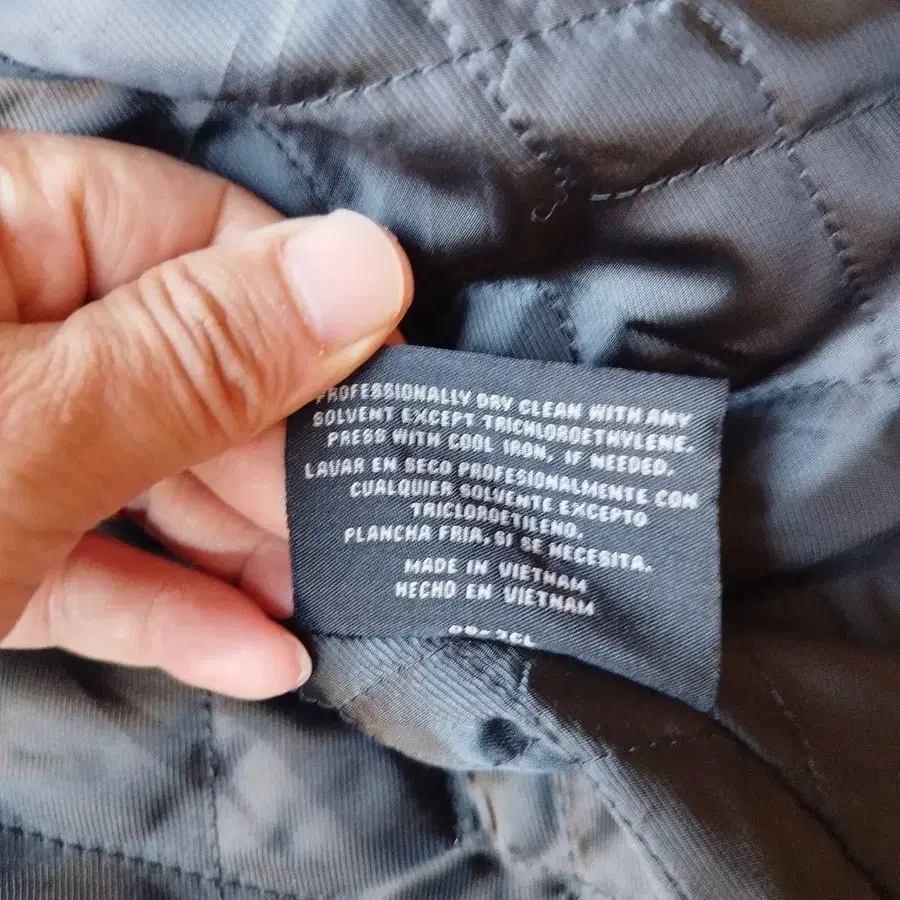 PROFESSIONALLY DRY CLEAN WITH ANY
SOLVENT EXCEPT TRICHLOROETHYLENE.
PRESS WITH COOL IRON, IF NEEDED.
LAVAR EN SECO PROFESIONALMENTE CON
CUALQUIER SOLVENTE EXCEPTO
TRICLOROETILENO.
PLANCHA FRIA, SI SE NECESITA.
MADE IN VIETNAM
HECHO EN VIETNAM